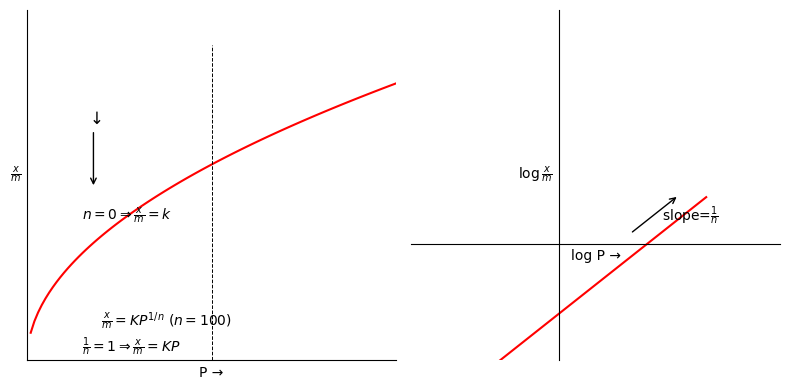 ↓
x/m
n = 0 ⇒ x/m = k
x/m = KP^{1/n} (n = 100)
1/n = 1 ⇒ x/m = KP
P →
log x/m
slope=1/n
log P →